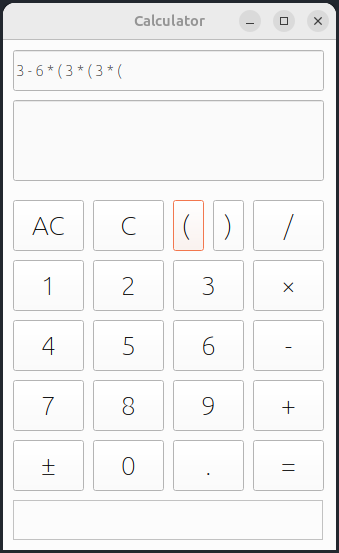 Calculator
3 - 6 * ( 3 * ( 3 * (
AC C ( ) /
1 2 3 ×
4 5 6 -
7 8 9 +
± 0 . =